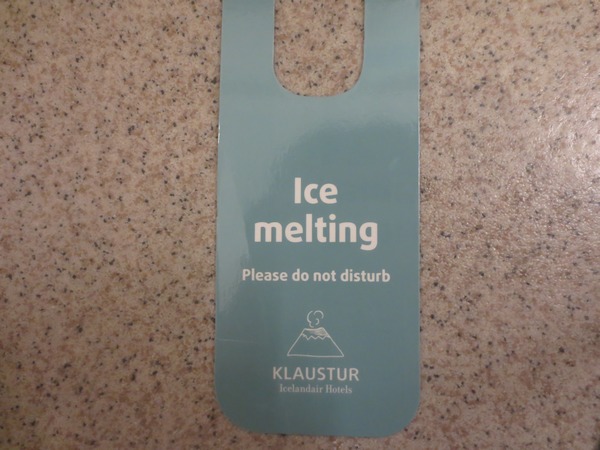 Ice
melting
Please do not disturb
KLAUSTUR
Icelandair Hotels